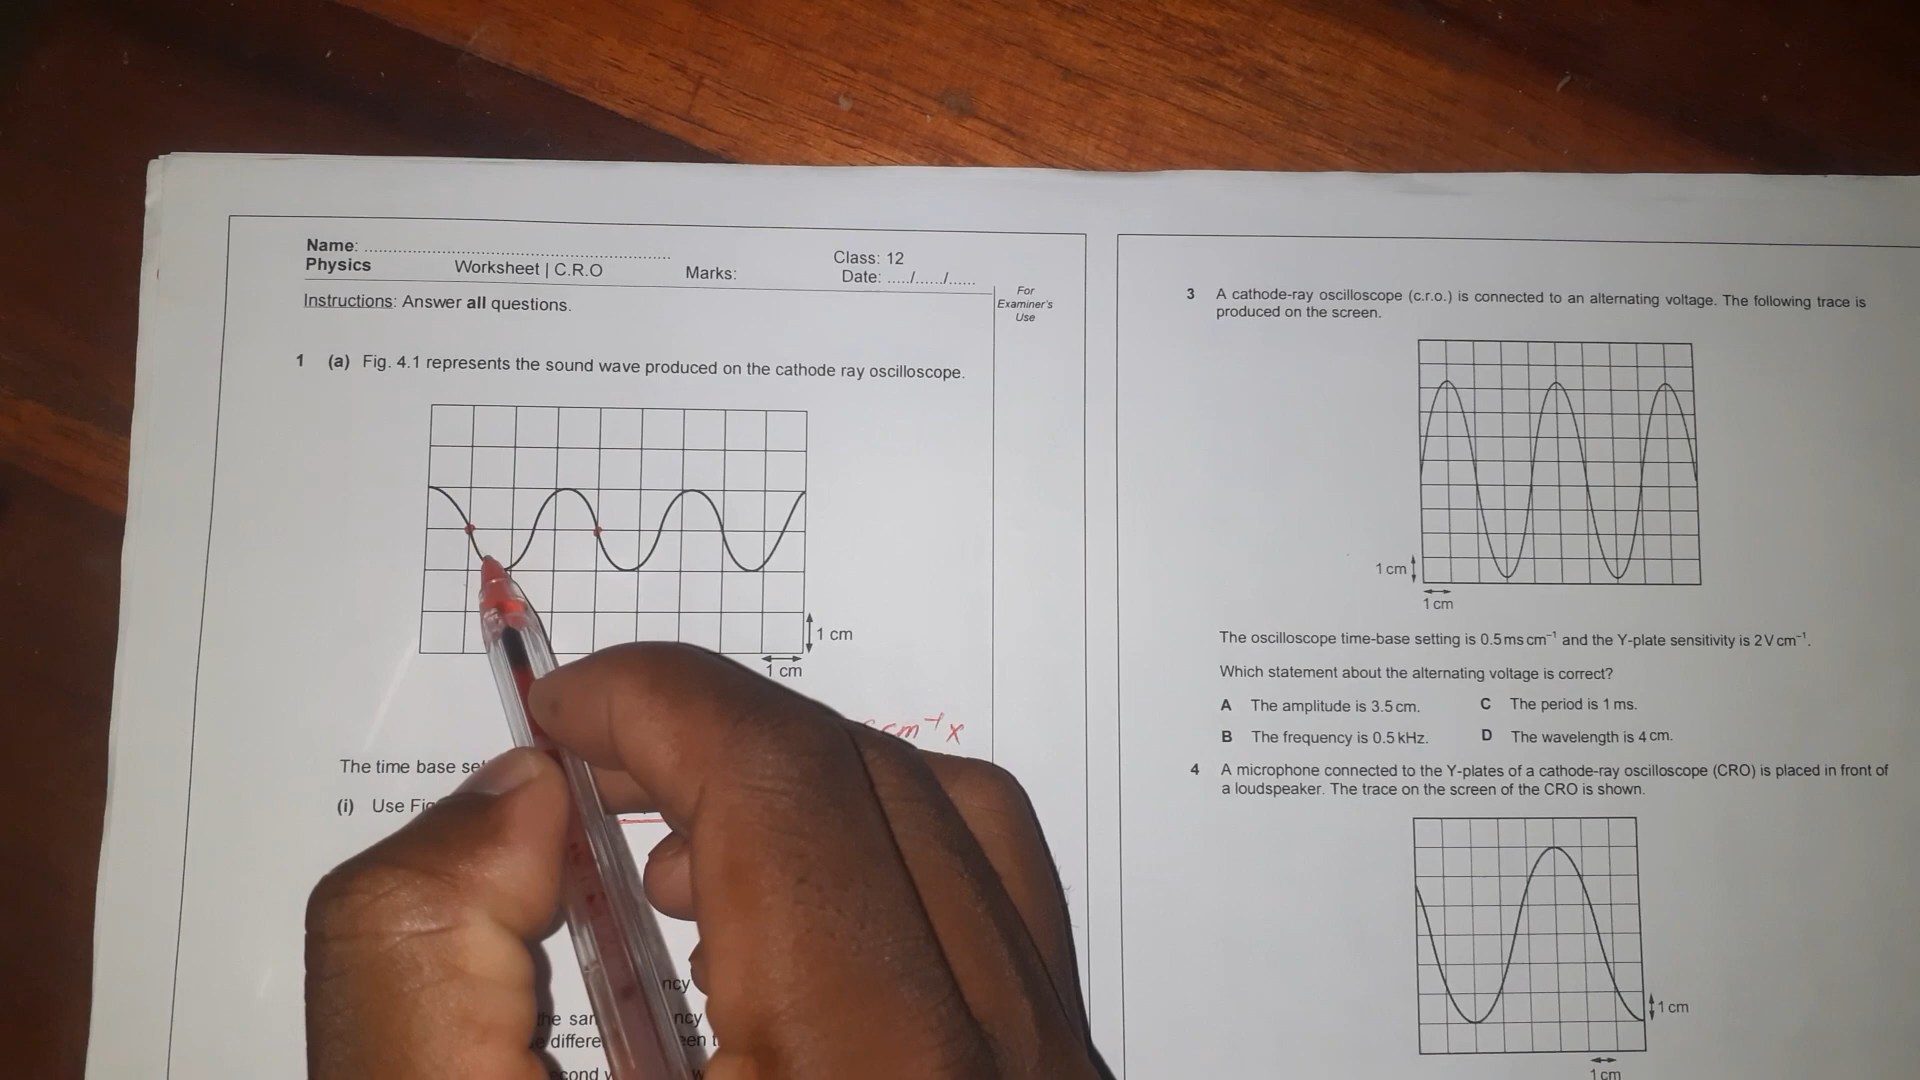 Name: ................................................
Physics Worksheet | C.R.O Marks:
Class: 12
Date: ...../....../......
Instructions: Answer all questions.
For
Examiner's
Use
1 (a) Fig. 4.1 represents the sound wave produced on the cathode ray oscilloscope.
1 cm
1 cm
cm⁻¹ x
The time base
(i) Use
the
3 A cathode-ray oscilloscope (c.r.o.) is connected to an alternating voltage. The following trace is
produced on the screen.
1 cm
1 cm
The oscilloscope time-base setting is 0.5 ms cm⁻¹ and the Y-plate sensitivity is 2 V cm⁻¹.
Which statement about the alternating voltage is correct?
A The amplitude is 3.5 cm. C The period is 1 ms.
B The frequency is 0.5 kHz. D The wavelength is 4 cm.
4 A microphone connected to the Y-plates of a cathode-ray oscilloscope (CRO) is placed in front of
a loudspeaker. The trace on the screen of the CRO is shown.
1 cm
1 cm